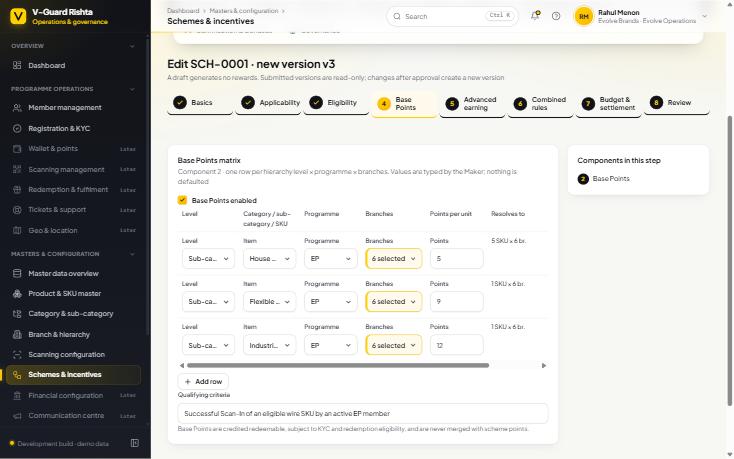 V-Guard Rishta
Operations & governance
OVERVIEW
Dashboard
PROGRAMME OPERATIONS
Member management
Registration & KYC
Wallet & points Later
Scanning management Later
Redemption & fulfilment Later
Tickets & support Later
Geo & location Later
MASTERS & CONFIGURATION
Master data overview
Product & SKU master
Category & sub-category
Branch & hierarchy
Scanning configuration
Schemes & incentives
Financial configuration Later
Communication centre Later
Development build · demo data
Dashboard > Masters & configuration >
Schemes & incentives
Search
Ctrl K
RM
Rahul Menon
Evolve Brands · Evolve Operations
Edit SCH-0001 · new version v3
A draft generates no rewards. Submitted versions are read-only; changes after approval create a new version
Basics
Applicability
Eligibility
4 Base Points
5 Advanced earning
6 Combined rules
7 Budget & settlement
8 Review
Base Points matrix
Component 2 · one row per hierarchy level × programme × branches. Values are typed by the Maker; nothing is
defaulted
Base Points enabled
Level Category / sub-category / SKU Programme Branches Points per unit Resolves to
Level Item Programme Branches Points 5 SKU × 6 br.
Sub-ca... House ... EP 6 selected 5
Level Item Programme Branches Points 1 SKU × 6 br.
Sub-ca... Flexible ... EP 6 selected 9
Level Item Programme Branches Points 1 SKU × 6 br.
Sub-ca... Industri... EP 6 selected 12
+ Add row
Qualifying criteria
Successful Scan-In of an eligible wire SKU by an active EP member
Base Points are credited redeemable, subject to KYC and redemption eligibility, and are never merged with scheme points.
Components in this step
2 Base Points